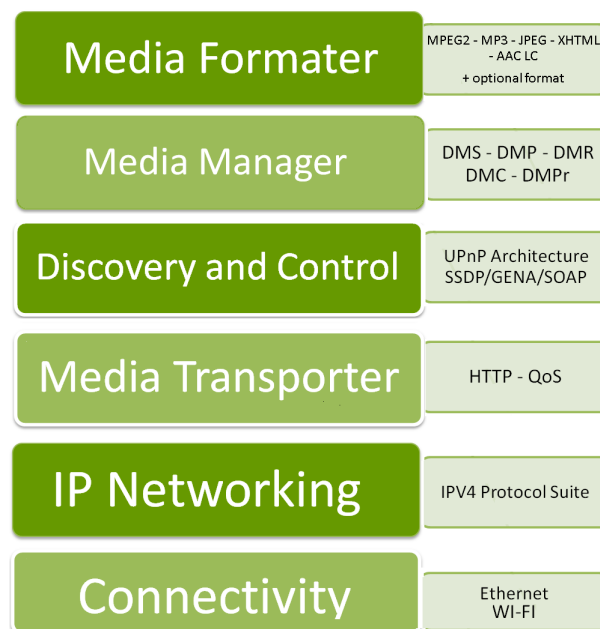 Media Formater
MPEG2 - MP3 - JPEG - XHTML
- AAC LC
+ optional format
Media Manager
DMS - DMP - DMR
DMC - DMPr
Discovery and Control
UPnP Architecture
SSDP/GENA/SOAP
Media Transporter
HTTP - QoS
IP Networking
IPV4 Protocol Suite
Connectivity
Ethernet
WI-FI